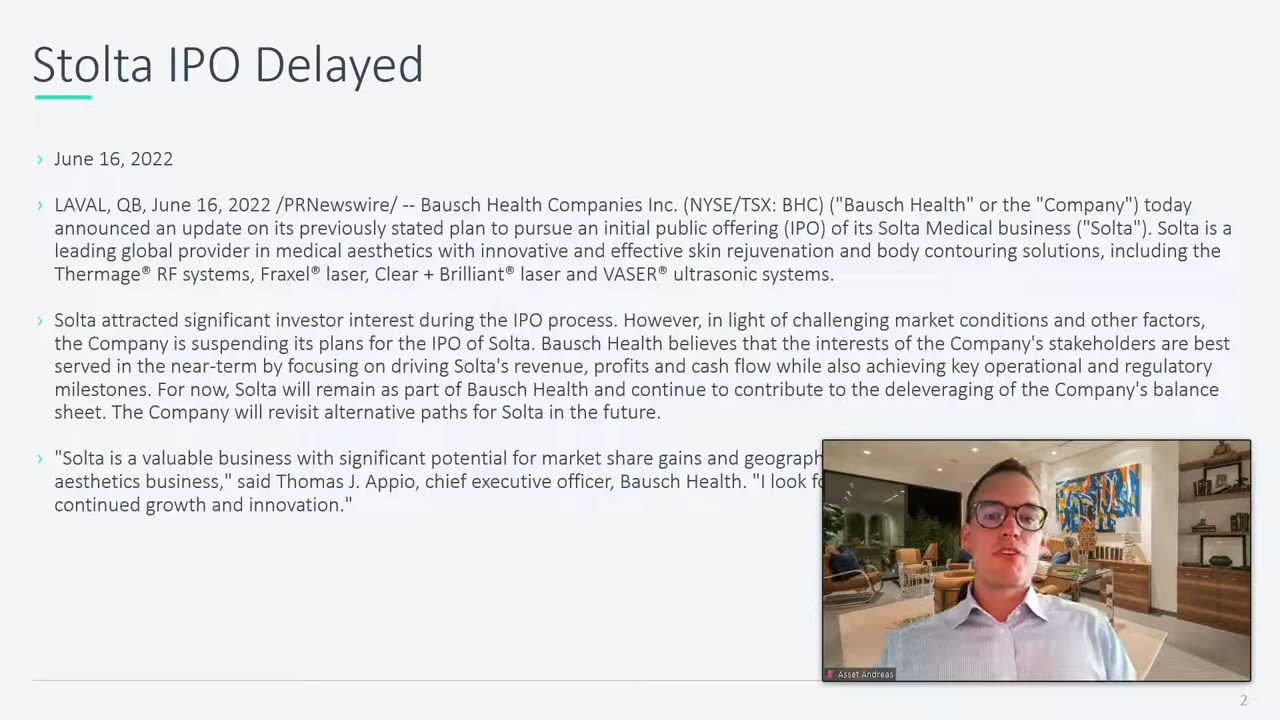 Stolta IPO Delayed
› June 16, 2022
› LAVAL, QB, June 16, 2022 /PRNewswire/ -- Bausch Health Companies Inc. (NYSE/TSX: BHC) ("Bausch Health" or the "Company") today
announced an update on its previously stated plan to pursue an initial public offering (IPO) of its Solta Medical business ("Solta"). Solta is a
leading global provider in medical aesthetics with innovative and effective skin rejuvenation and body contouring solutions, including the
Thermage® RF systems, Fraxel® laser, Clear + Brilliant® laser and VASER® ultrasonic systems.
› Solta attracted significant investor interest during the IPO process. However, in light of challenging market conditions and other factors,
the Company is suspending its plans for the IPO of Solta. Bausch Health believes that the interests of the Company's stakeholders are best
served in the near-term by focusing on driving Solta's revenue, profits and cash flow while also achieving key operational and regulatory
milestones. For now, Solta will remain as part of Bausch Health and continue to contribute to the deleveraging of the Company's balance
sheet. The Company will revisit alternative paths for Solta in the future.
› "Solta is a valuable business with significant potential for market share gains and
aesthetics business," said Thomas J. Appio, chief executive officer, Bausch Health. "I look
continued growth and innovation."
Asset Andreas
2